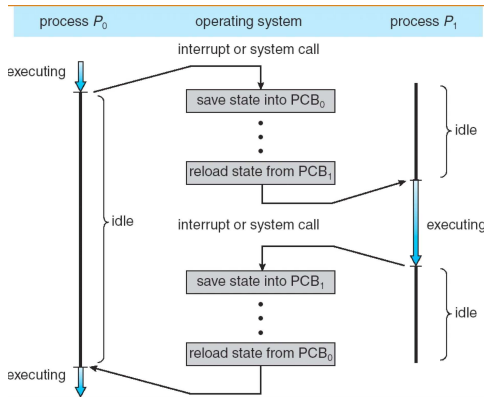 process P₀
operating system
process P₁
interrupt or system call
executing
save state into PCB₀
idle
reload state from PCB₁
idle
interrupt or system call
executing
save state into PCB₁
idle
reload state from PCB₀
executing